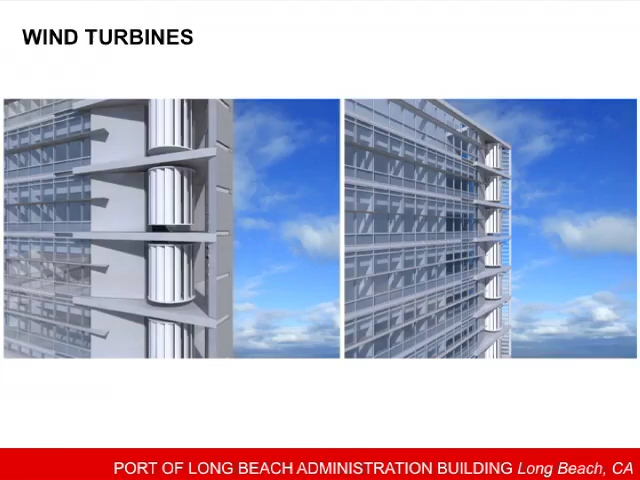 WIND TURBINES
PORT OF LONG BEACH ADMINISTRATION BUILDING Long Beach, CA